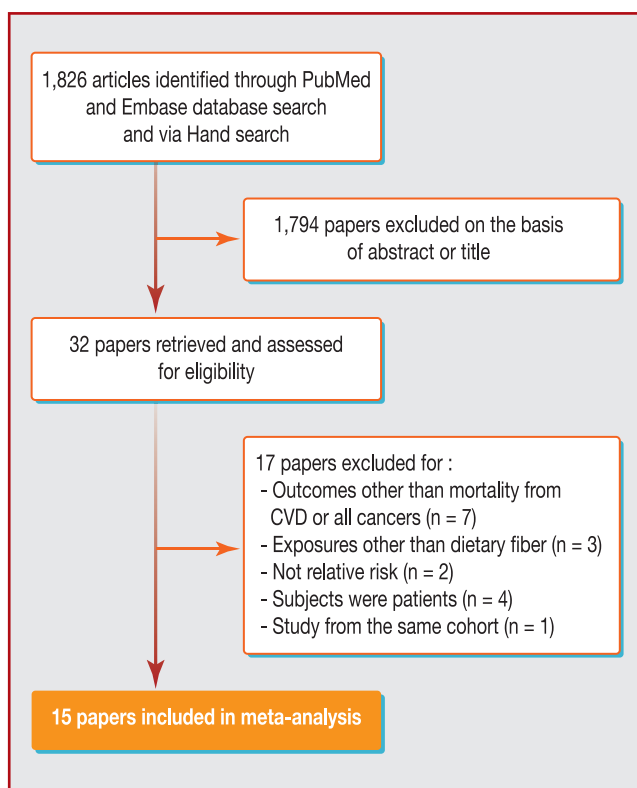 1,826 articles identified through PubMed
and Embase database search
and via Hand search
1,794 papers excluded on the basis
of abstract or title
32 papers retrieved and assessed
for eligibility
17 papers excluded for :
- Outcomes other than mortality from
CVD or all cancers (n = 7)
- Exposures other than dietary fiber (n = 3)
- Not relative risk (n = 2)
- Subjects were patients (n = 4)
- Study from the same cohort (n = 1)
15 papers included in meta-analysis